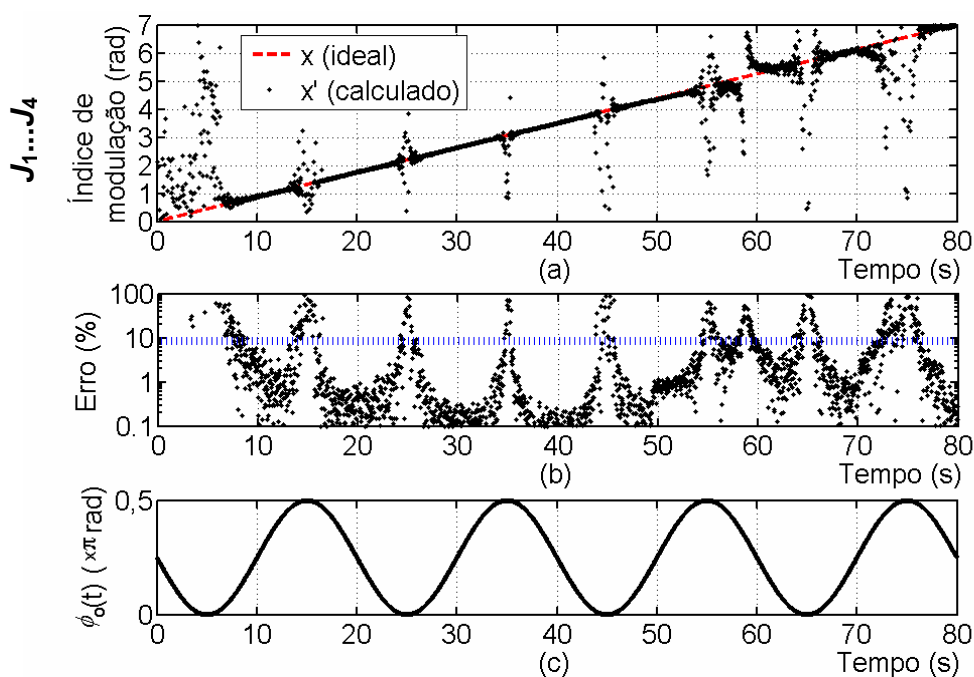 J₁...J₄
Índice de
modulação (rad)
7
6
5
4
3
2
1
0
x (ideal)
x' (calculado)
0 10 20 30 40 50 60 70 80
(a) Tempo (s)
Erro (%)
100
10
1
0.1
0 10 20 30 40 50 60 70 80
(b) Tempo (s)
ϕₒ(t) ( ×π rad)
0,5
0
0 10 20 30 40 50 60 70 80
(c) Tempo (s)